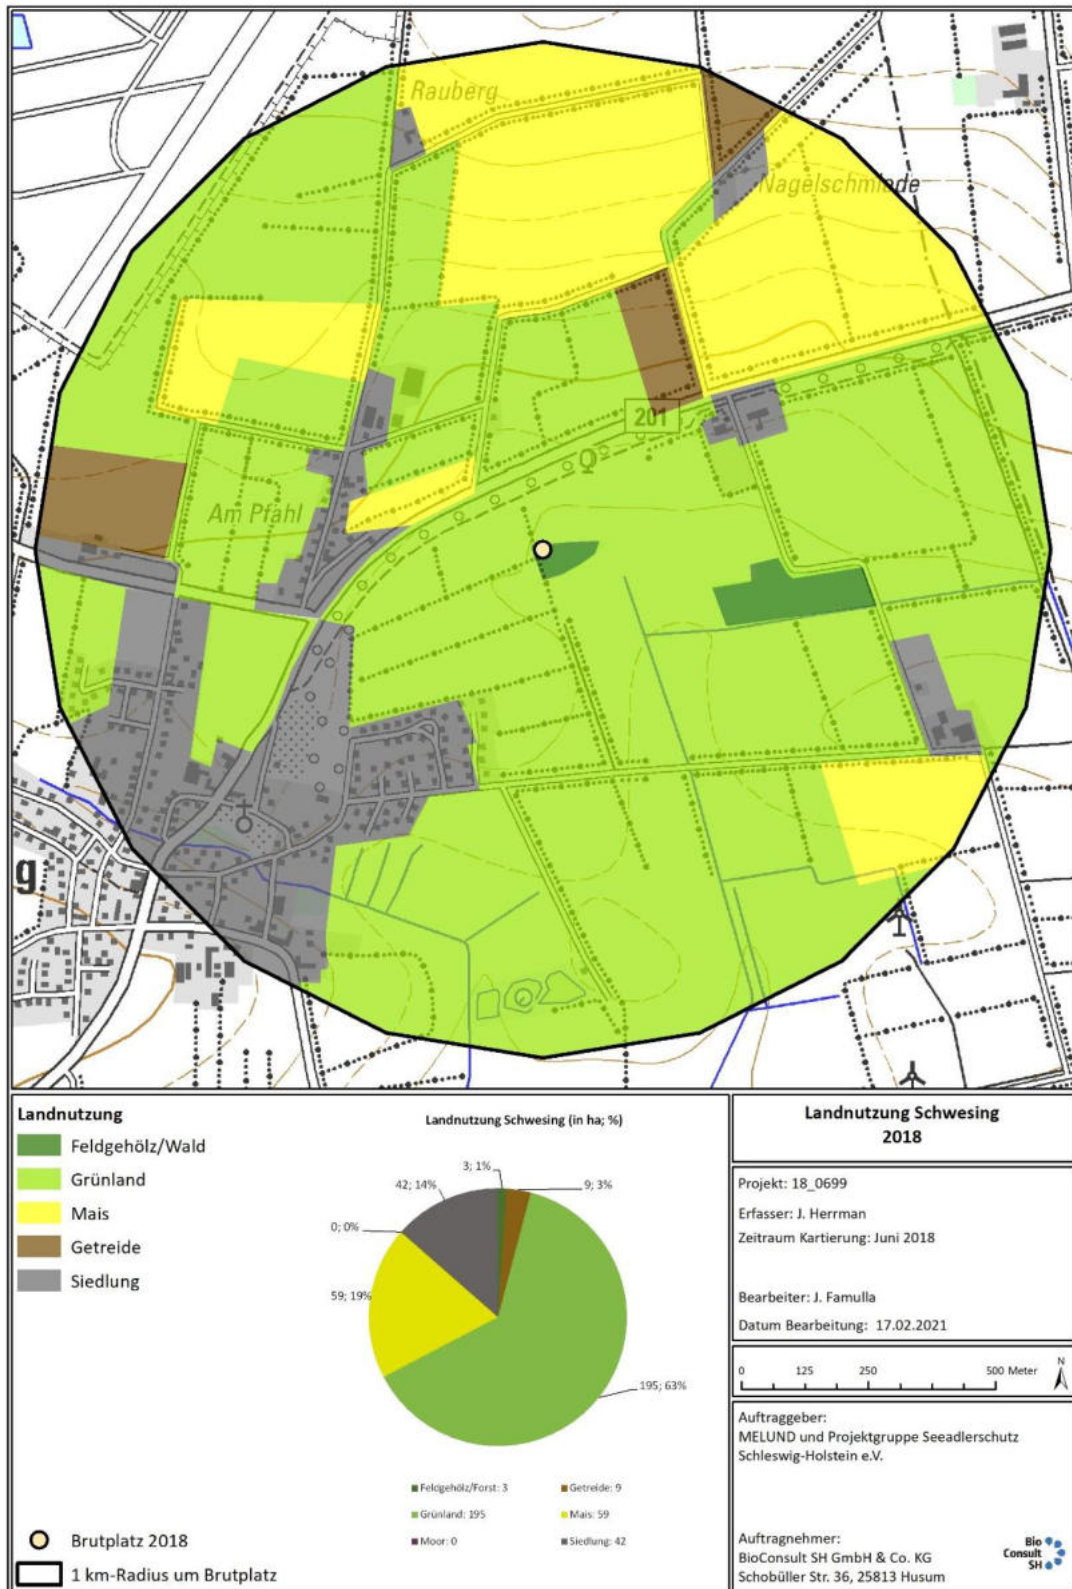 Rauberg
Nagelschmiede
201
Am Pfahl
g
Landnutzung
Feldgehölz/Wald
Grünland
Mais
Getreide
Siedlung
Brutplatz 2018
1 km-Radius um Brutplatz
Landnutzung Schwesing (in ha; %)
3; 1%
42; 14%
9; 3%
0; 0%
59; 19%
195; 63%
Feldgehölz/Forst: 3
Getreide: 9
Grünland: 195
Mais: 59
Moor: 0
Siedlung: 42
Landnutzung Schwesing
2018
Projekt: 18_0699
Erfasser: J. Herrman
Zeitraum Kartierung: Juni 2018
Bearbeiter: J. Famulla
Datum Bearbeitung: 17.02.2021
0 125 250 500 Meter
N
Auftraggeber:
MELUND und Projektgruppe Seeadlerschutz
Schleswig-Holstein e.V.
Auftragnehmer:
BioConsult SH GmbH & Co. KG
Schobüller Str. 36, 25813 Husum
Bio
Consult
SH